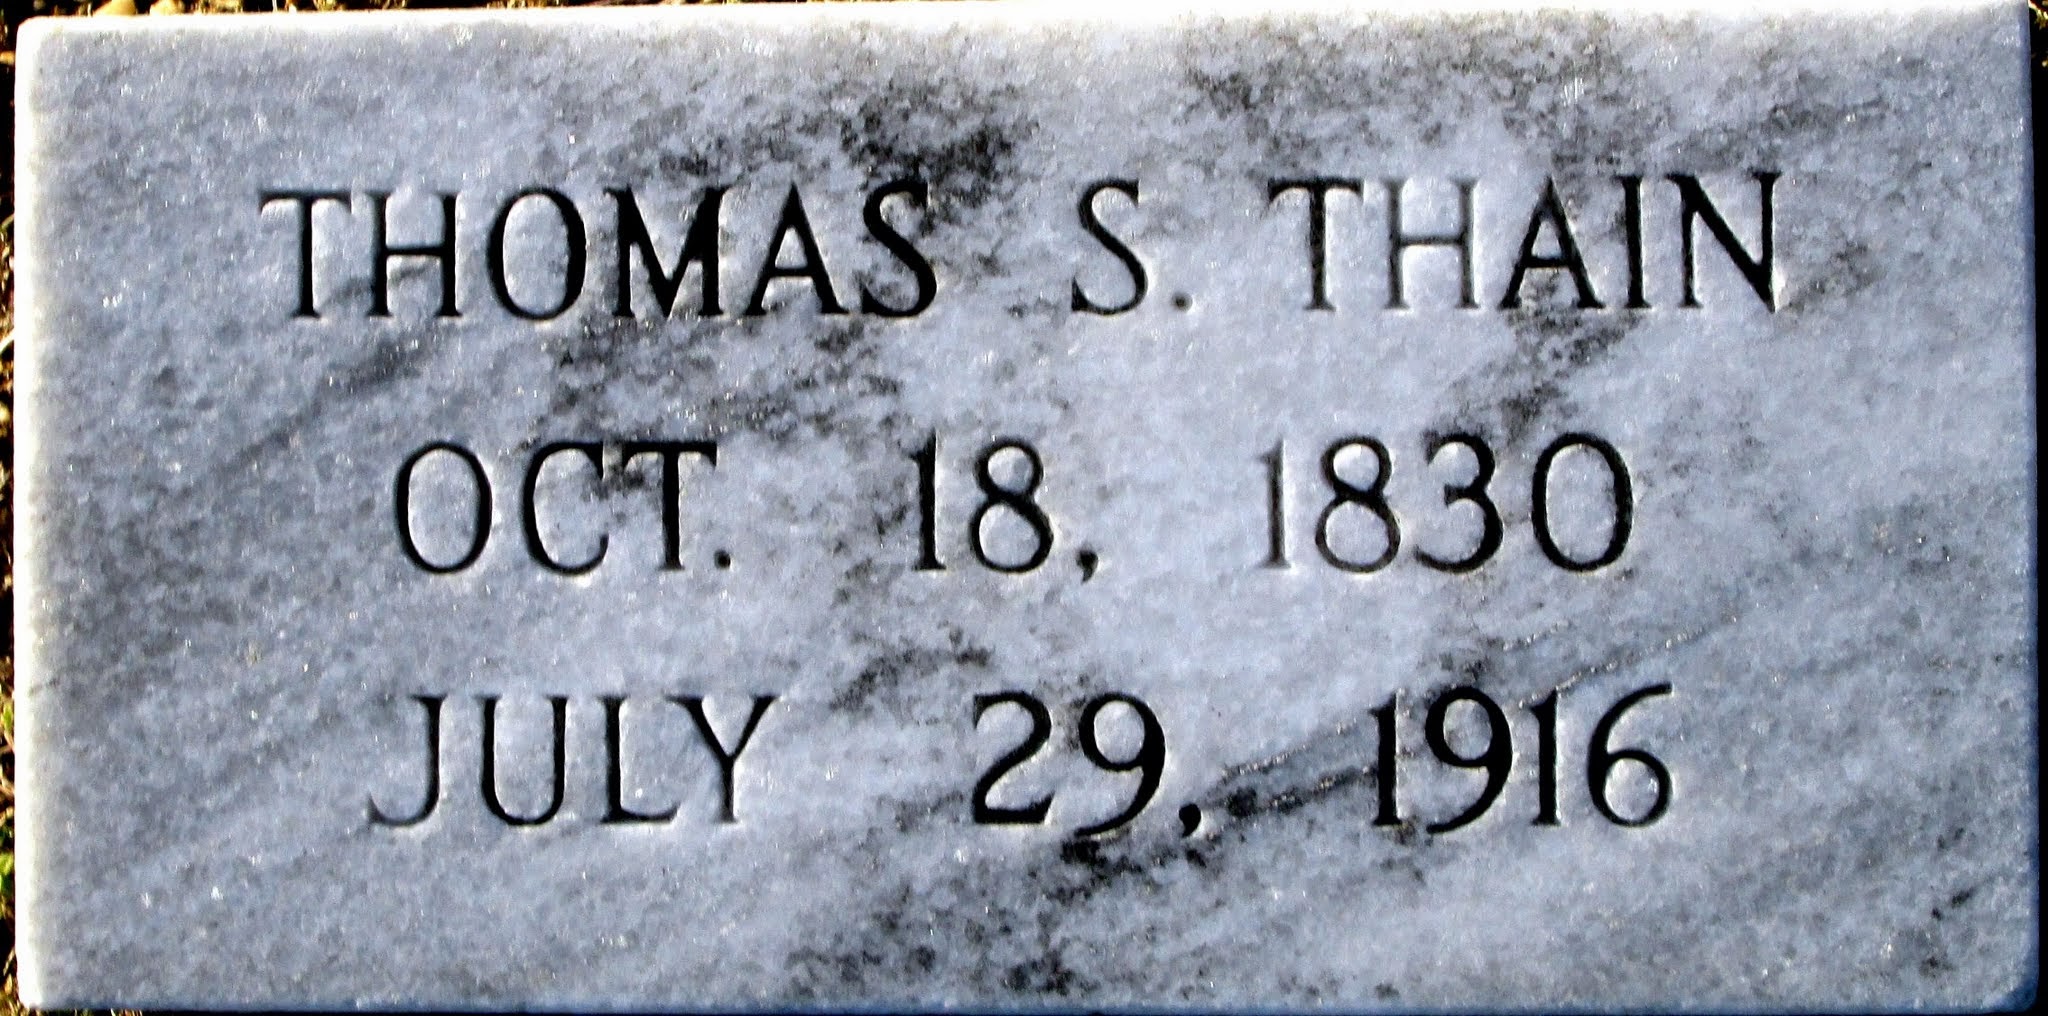 THOMAS S. THAIN
OCT. 18, 1830
JULY 29, 1916